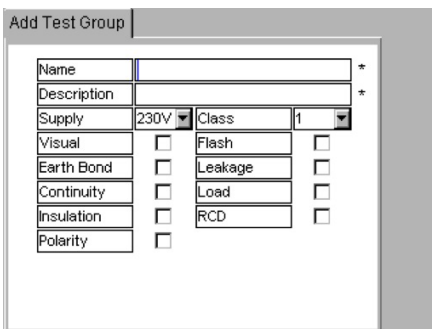 Add Test Group
Name *
Description *
Supply 230V Class 1
Visual Flash
Earth Bond Leakage
Continuity Load
Insulation RCD
Polarity